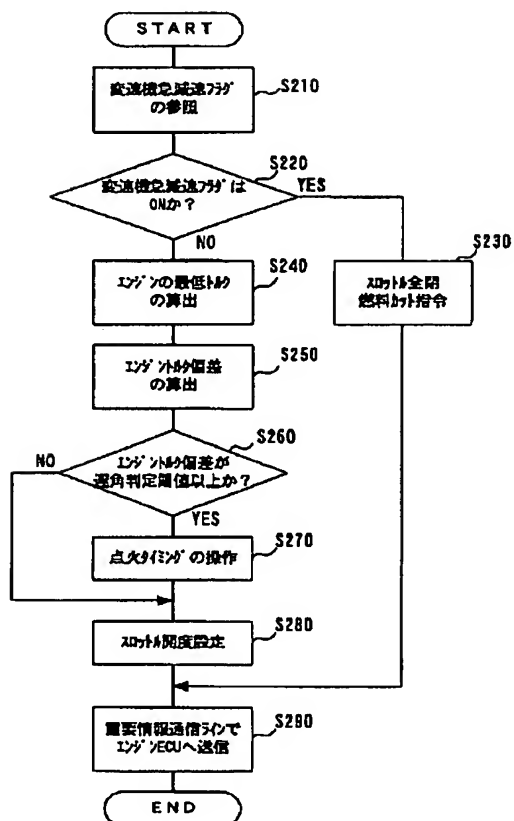 START
変速機急減速フラグ
の参照
S210
変速機急減速フラグは
ONか？
S220
YES
NO
S230
スロットル全閉
燃料カット指令
エンジンの最低トルク
の算出
S240
エンジントルク偏差
の算出
S250
エンジントルク偏差が
遅角判定閾値以上か？
S260
NO
YES
点火タイミングの操作
S270
スロットル開度設定
S280
重要情報通信ラインで
エンジンECUへ送信
S290
END